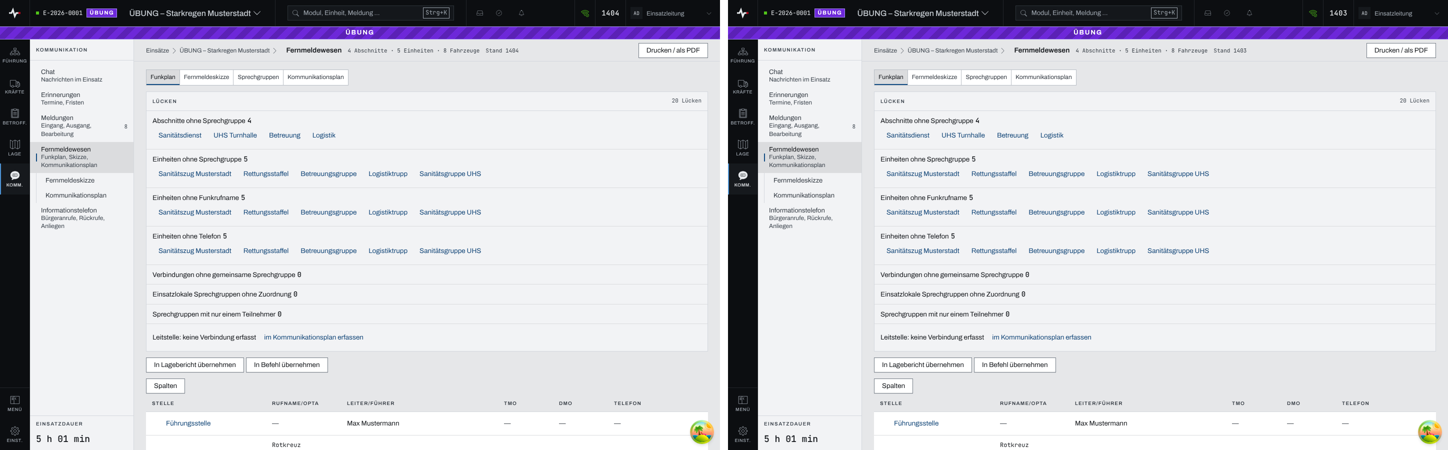 E-2026-0001 ÜBUNG ÜBUNG – Starkregen Musterstadt Modul, Einheit, Meldung … Strg+K 1404 AD Einsatzleitung
ÜBUNG
FÜHRUNG
KRÄFTE
BETROFF.
LAGE
KOMM.
MENÜ
EINST.
KOMMUNIKATION
Chat
Nachrichten im Einsatz
Erinnerungen
Termine, Fristen
Meldungen
Eingang, Ausgang,
Bearbeitung
8
Fernmeldewesen
Funkplan, Skizze,
Kommunikationsplan
Fernmeldeskizze
Kommunikationsplan
Informationstelefon
Bürgeranrufe, Rückrufe,
Anliegen
EINSATZDAUER
5 h 01 min
Einsätze ÜBUNG – Starkregen Musterstadt Fernmeldewesen 4 Abschnitte · 5 Einheiten · 8 Fahrzeuge Stand 1404 Drucken / als PDF
Funkplan Fernmeldeskizze Sprechgruppen Kommunikationsplan
LÜCKEN 20 Lücken
Abschnitte ohne Sprechgruppe 4
Sanitätsdienst UHS Turnhalle Betreuung Logistik
Einheiten ohne Sprechgruppe 5
Sanitätszug Musterstadt Rettungsstaffel Betreuungsgruppe Logistiktrupp Sanitätsgruppe UHS
Einheiten ohne Funkrufname 5
Sanitätszug Musterstadt Rettungsstaffel Betreuungsgruppe Logistiktrupp Sanitätsgruppe UHS
Einheiten ohne Telefon 5
Sanitätszug Musterstadt Rettungsstaffel Betreuungsgruppe Logistiktrupp Sanitätsgruppe UHS
Verbindungen ohne gemeinsame Sprechgruppe 0
Einsatzlokale Sprechgruppen ohne Zuordnung 0
Sprechgruppen mit nur einem Teilnehmer 0
Leitstelle: keine Verbindung erfasst im Kommunikationsplan erfassen
In Lagebericht übernehmen In Befehl übernehmen
Spalten
STELLE RUFNAME/OPTA LEITER/FÜHRER TMO DMO TELEFON
Führungsstelle — Max Mustermann — — —
Rotkreuz
E-2026-0001 ÜBUNG ÜBUNG – Starkregen Musterstadt Modul, Einheit, Meldung … Strg+K 1403 AD Einsatzleitung
ÜBUNG
FÜHRUNG
KRÄFTE
BETROFF.
LAGE
KOMM.
MENÜ
EINST.
KOMMUNIKATION
Chat
Nachrichten im Einsatz
Erinnerungen
Termine, Fristen
Meldungen
Eingang, Ausgang,
Bearbeitung
8
Fernmeldewesen
Funkplan, Skizze,
Kommunikationsplan
Fernmeldeskizze
Kommunikationsplan
Informationstelefon
Bürgeranrufe, Rückrufe,
Anliegen
EINSATZDAUER
5 h 01 min
Einsätze ÜBUNG – Starkregen Musterstadt Fernmeldewesen 4 Abschnitte · 5 Einheiten · 8 Fahrzeuge Stand 1403 Drucken / als PDF
Funkplan Fernmeldeskizze Sprechgruppen Kommunikationsplan
LÜCKEN 20 Lücken
Abschnitte ohne Sprechgruppe 4
Sanitätsdienst UHS Turnhalle Betreuung Logistik
Einheiten ohne Sprechgruppe 5
Sanitätszug Musterstadt Rettungsstaffel Betreuungsgruppe Logistiktrupp Sanitätsgruppe UHS
Einheiten ohne Funkrufname 5
Sanitätszug Musterstadt Rettungsstaffel Betreuungsgruppe Logistiktrupp Sanitätsgruppe UHS
Einheiten ohne Telefon 5
Sanitätszug Musterstadt Rettungsstaffel Betreuungsgruppe Logistiktrupp Sanitätsgruppe UHS
Verbindungen ohne gemeinsame Sprechgruppe 0
Einsatzlokale Sprechgruppen ohne Zuordnung 0
Sprechgruppen mit nur einem Teilnehmer 0
Leitstelle: keine Verbindung erfasst im Kommunikationsplan erfassen
In Lagebericht übernehmen In Befehl übernehmen
Spalten
STELLE RUFNAME/OPTA LEITER/FÜHRER TMO DMO TELEFON
Führungsstelle — Max Mustermann — — —
Rotkreuz